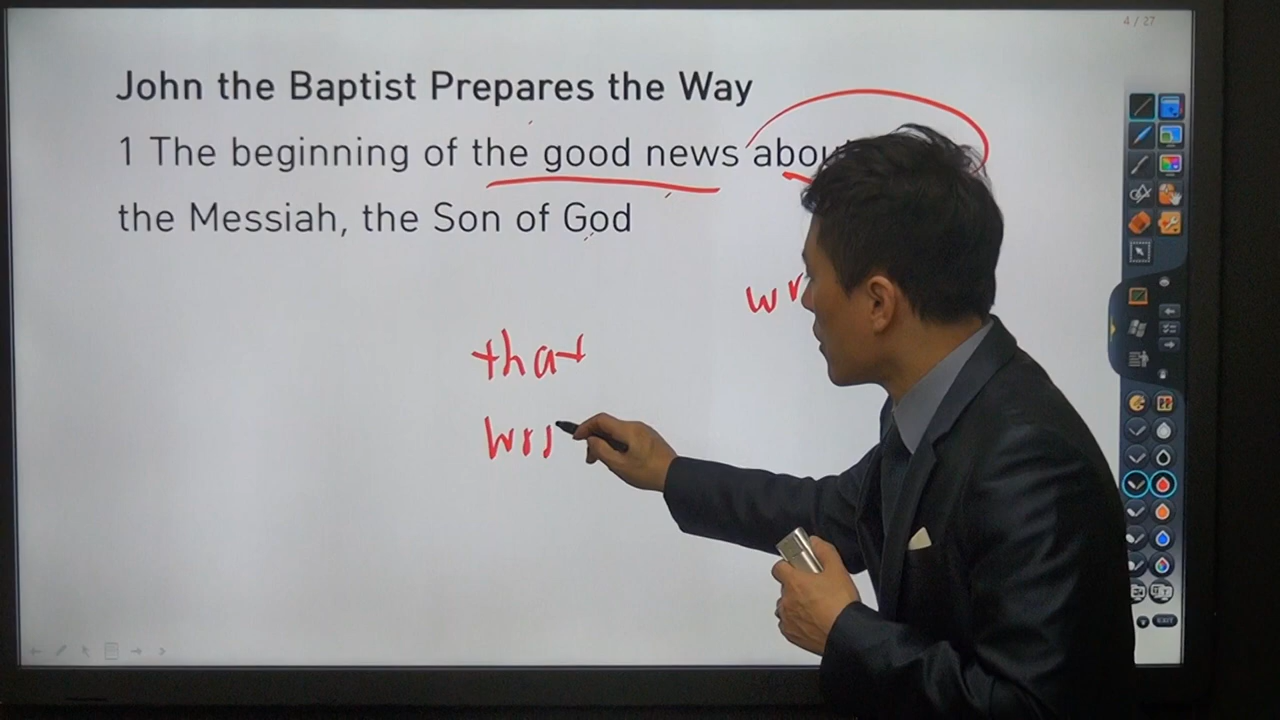 4 / 27
John the Baptist Prepares the Way
1 The beginning of the good news
the Messiah, the Son of God
that
EXIT